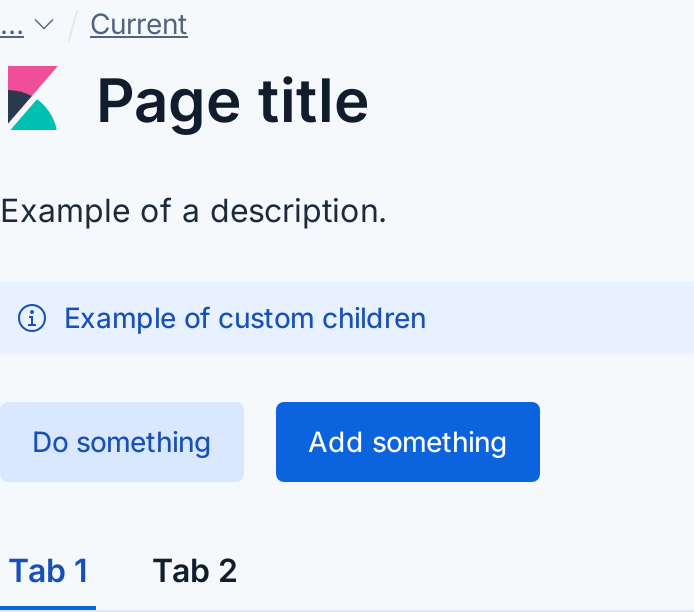 ... / Current
Page title
Example of a description.
Example of custom children
Do something Add something
Tab 1 Tab 2